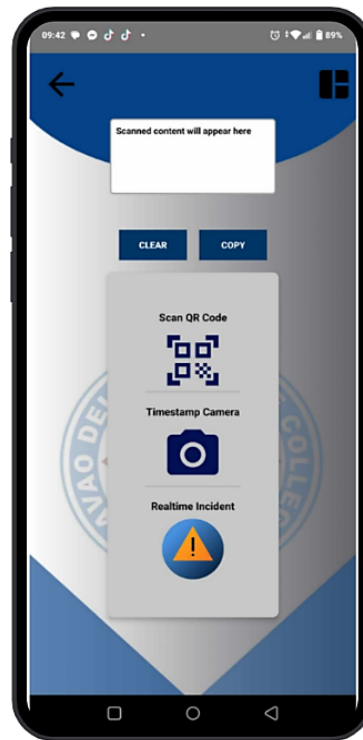 09:42
89%
Scanned content will appear here
CLEAR
COPY
Scan QR Code
Timestamp Camera
Realtime Incident